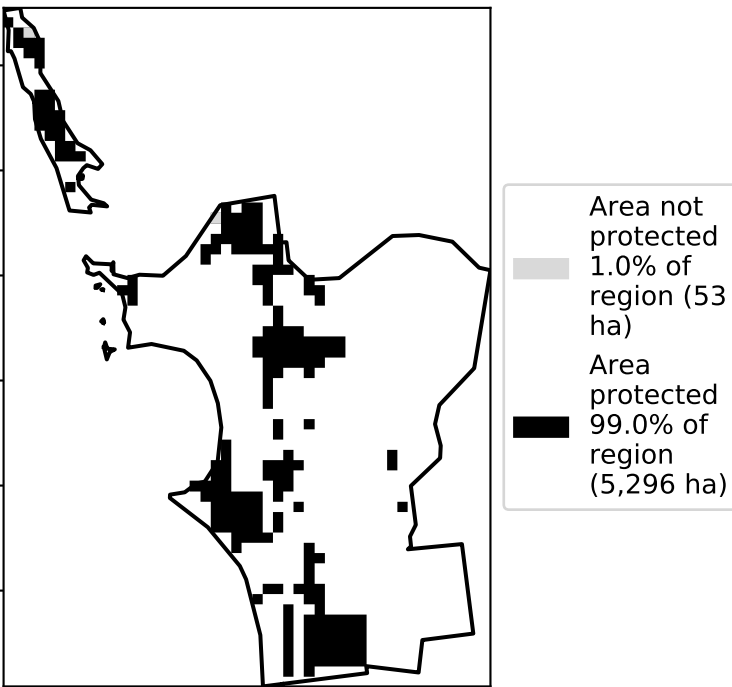 Area not
protected
1.0% of
region (53
ha)
Area
protected
99.0% of
region
(5,296 ha)